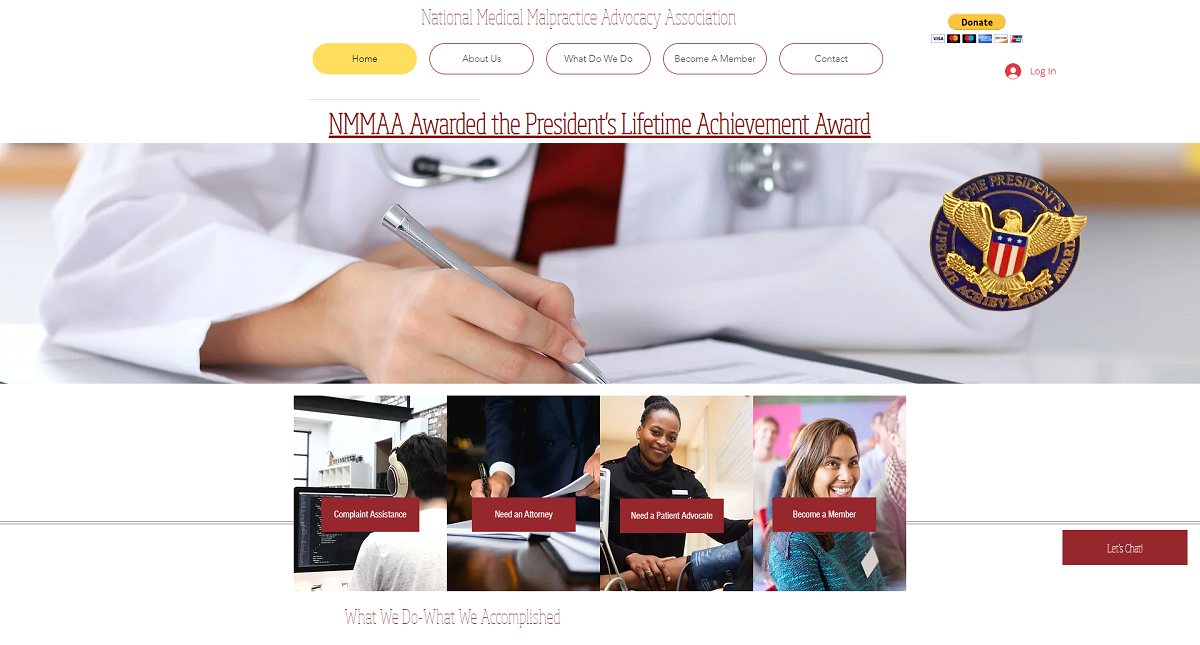 National Medical Malpractice Advocacy Association
Donate
VISA
Home
About Us
What Do We Do
Become A Member
Contact
Log In
NMMAA Awarded the President's Lifetime Achievement Award
THE PRESIDENT'S
LIFETIME ACHIEVEMENT AWARD
Complaint Assistance
Need an Attorney
Need a Patient Advocate
Become a Member
Let's Chat!
What We Do-What We Accomplished